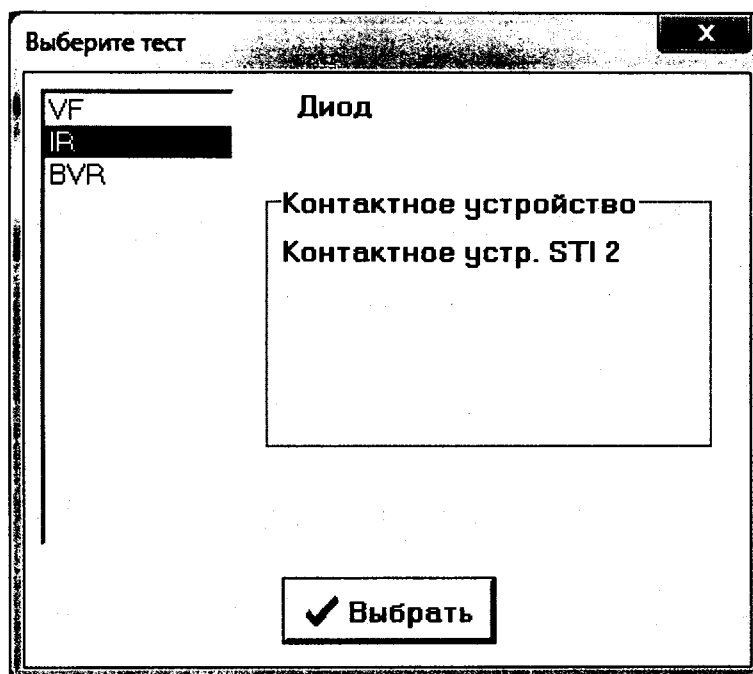 Выберите тест
x
VF
IR
BVR
Диод
Контактное устройство
Контактное устр. STI 2
Выбрать